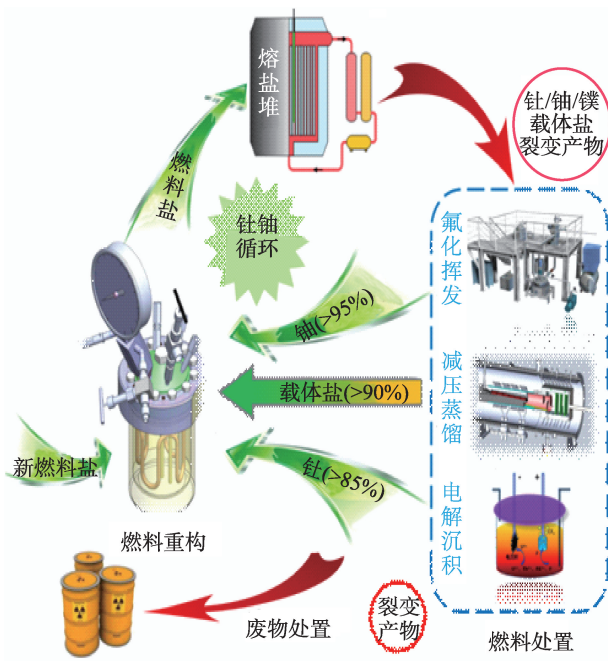 熔盐堆
钍/铀/镤
载体盐
裂变产物
燃料盐
钍铀
循环
氟化挥发
铀(>95%)
减压蒸馏
载体盐(>90%)
新燃料盐
钍(>85%)
电解沉积
燃料重构
废物处置
裂变
产物
燃料处置